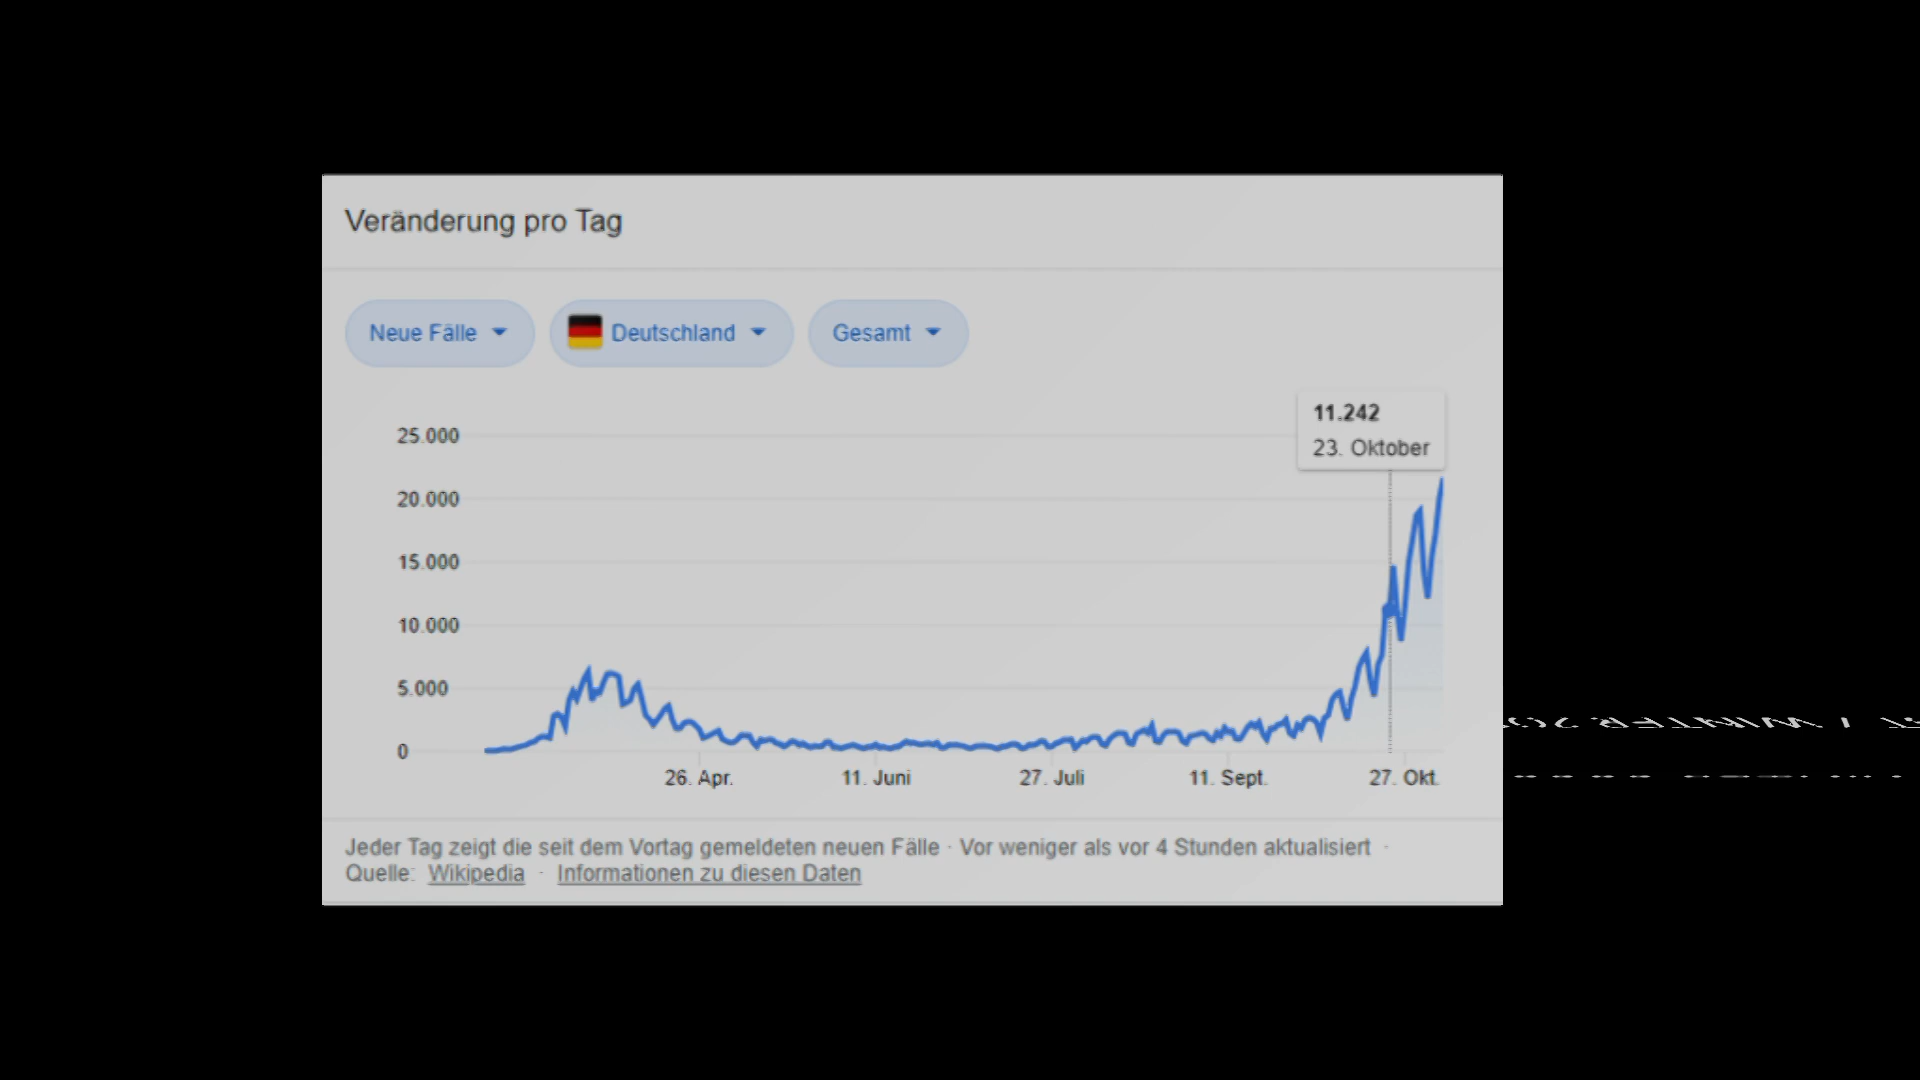 Veränderung pro Tag
Neue Fälle
Deutschland
Gesamt
11.242
23. Oktober
25.000
20.000
15.000
10.000
5.000
0
26. Apr.
11. Juni
27. Juli
11. Sept.
27. Okt.
Jeder Tag zeigt die seit dem Vortag gemeldeten neuen Fälle · Vor weniger als vor 4 Stunden aktualisiert ·
Quelle: Wikipedia · Informationen zu diesen Daten